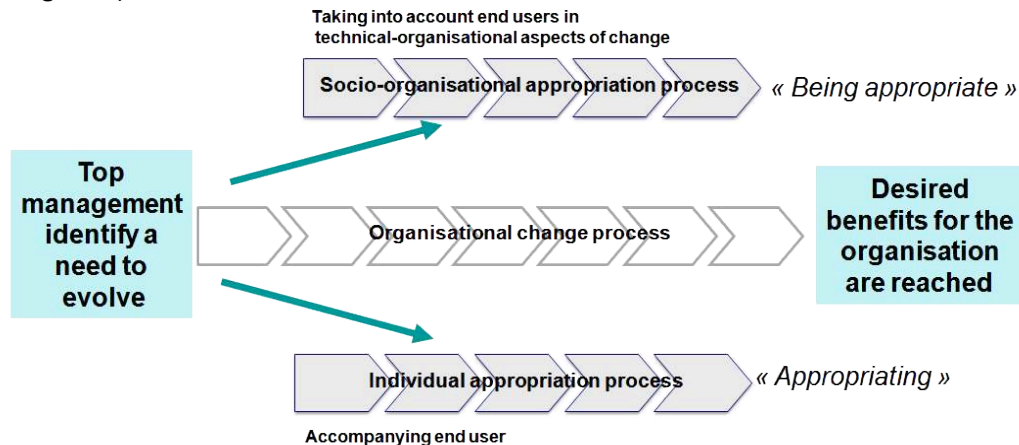 Taking into account end users in
technical-organisational aspects of change
Socio-organisational appropriation process
« Being appropriate »
Top
management
identify a
need to
evolve
Organisational change process
Desired
benefits for the
organisation
are reached
Individual appropriation process
« Appropriating »
Accompanying end user